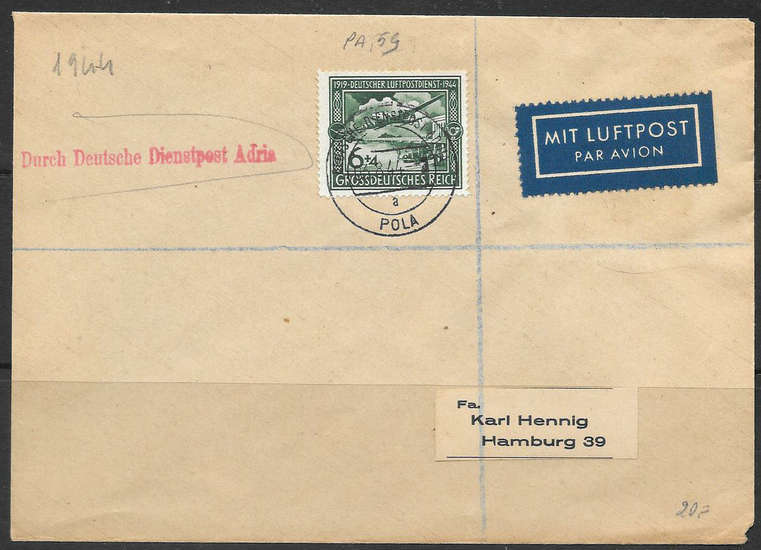 PA, 59
1944
1919-DEUTSCHER LUFTPOSTDIENST-1944
MIT LUFTPOST
PAR AVION
Durch Deutsche Dienstpost Adria
6+4
GROSSDEUTSCHES REICH
a
POLA
Fa.
Karl Hennig
Hamburg 39
20,=